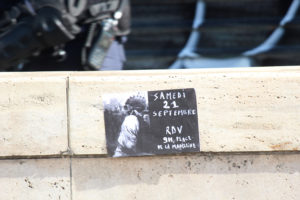 SAMEDI
21
SEPTEMBRE
RDV
9H, PLACE
DE LA MADELEINE